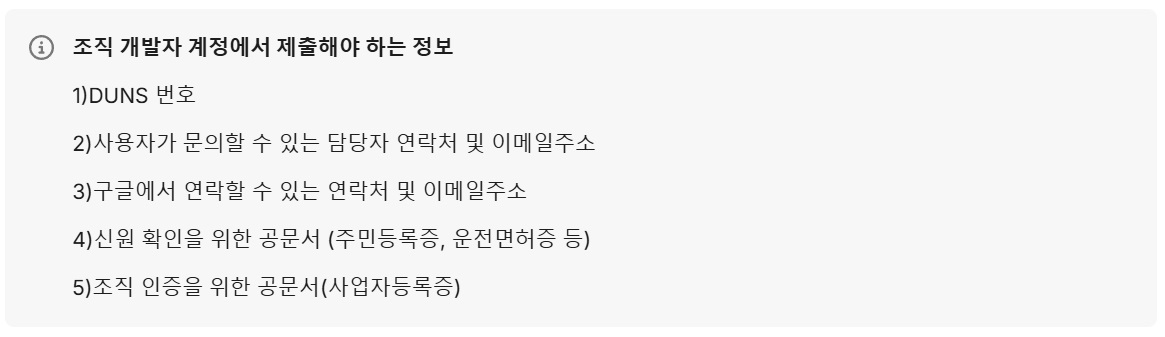 조직 개발자 계정에서 제출해야 하는 정보
1)DUNS 번호
2)사용자가 문의할 수 있는 담당자 연락처 및 이메일주소
3)구글에서 연락할 수 있는 연락처 및 이메일주소
4)신원 확인을 위한 공문서 (주민등록증, 운전면허증 등)
5)조직 인증을 위한 공문서(사업자등록증)